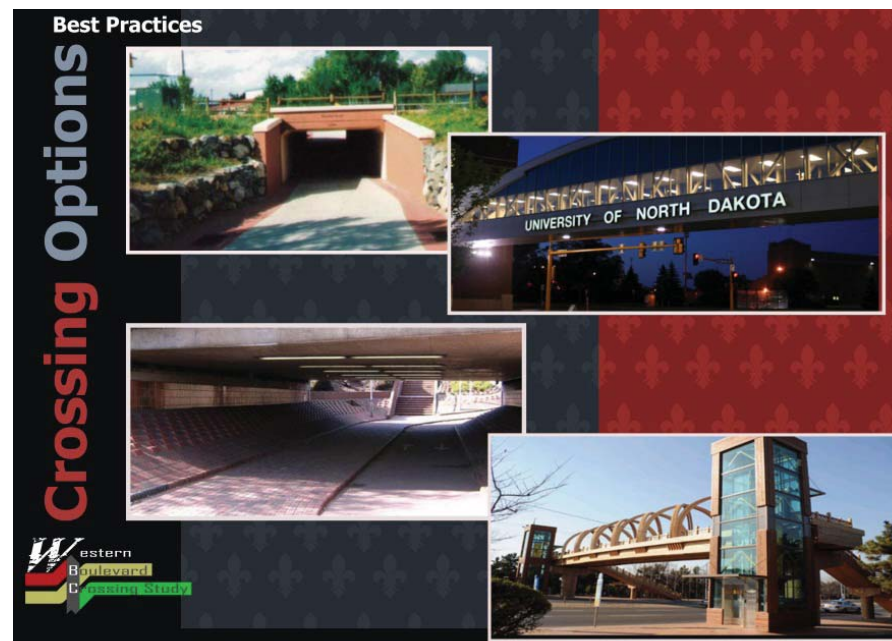 Best Practices
Crossing Options
UNIVERSITY OF NORTH DAKOTA
Western
Boulevard
Crossing Study